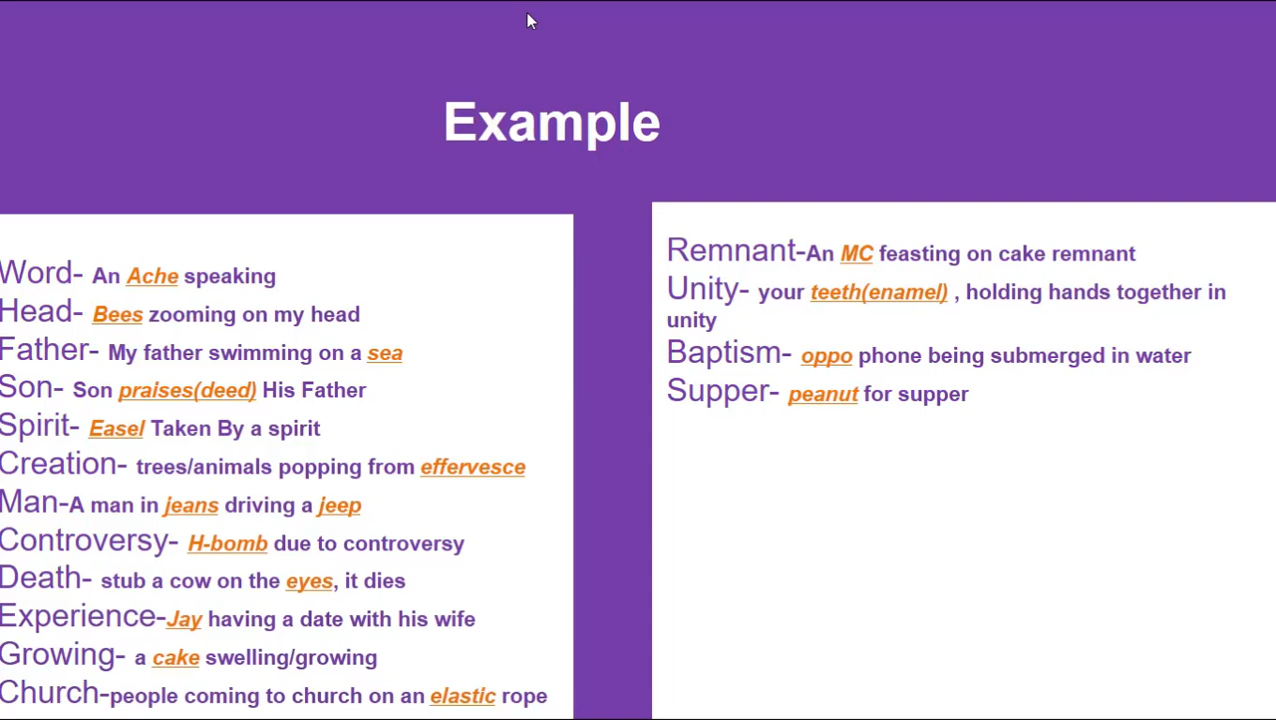 Example
Word- An Ache speaking
Head- Bees zooming on my head
Father- My father swimming on a sea
Son- Son praises(deed) His Father
Spirit- Easel Taken By a spirit
Creation- trees/animals popping from effervesce
Man-A man in jeans driving a jeep
Controversy- H-bomb due to controversy
Death- stub a cow on the eyes, it dies
Experience-Jay having a date with his wife
Growing- a cake swelling/growing
Church-people coming to church on an elastic rope
Remnant-An MC feasting on cake remnant
Unity- your teeth(enamel) , holding hands together in
unity
Baptism- oppo phone being submerged in water
Supper- peanut for supper